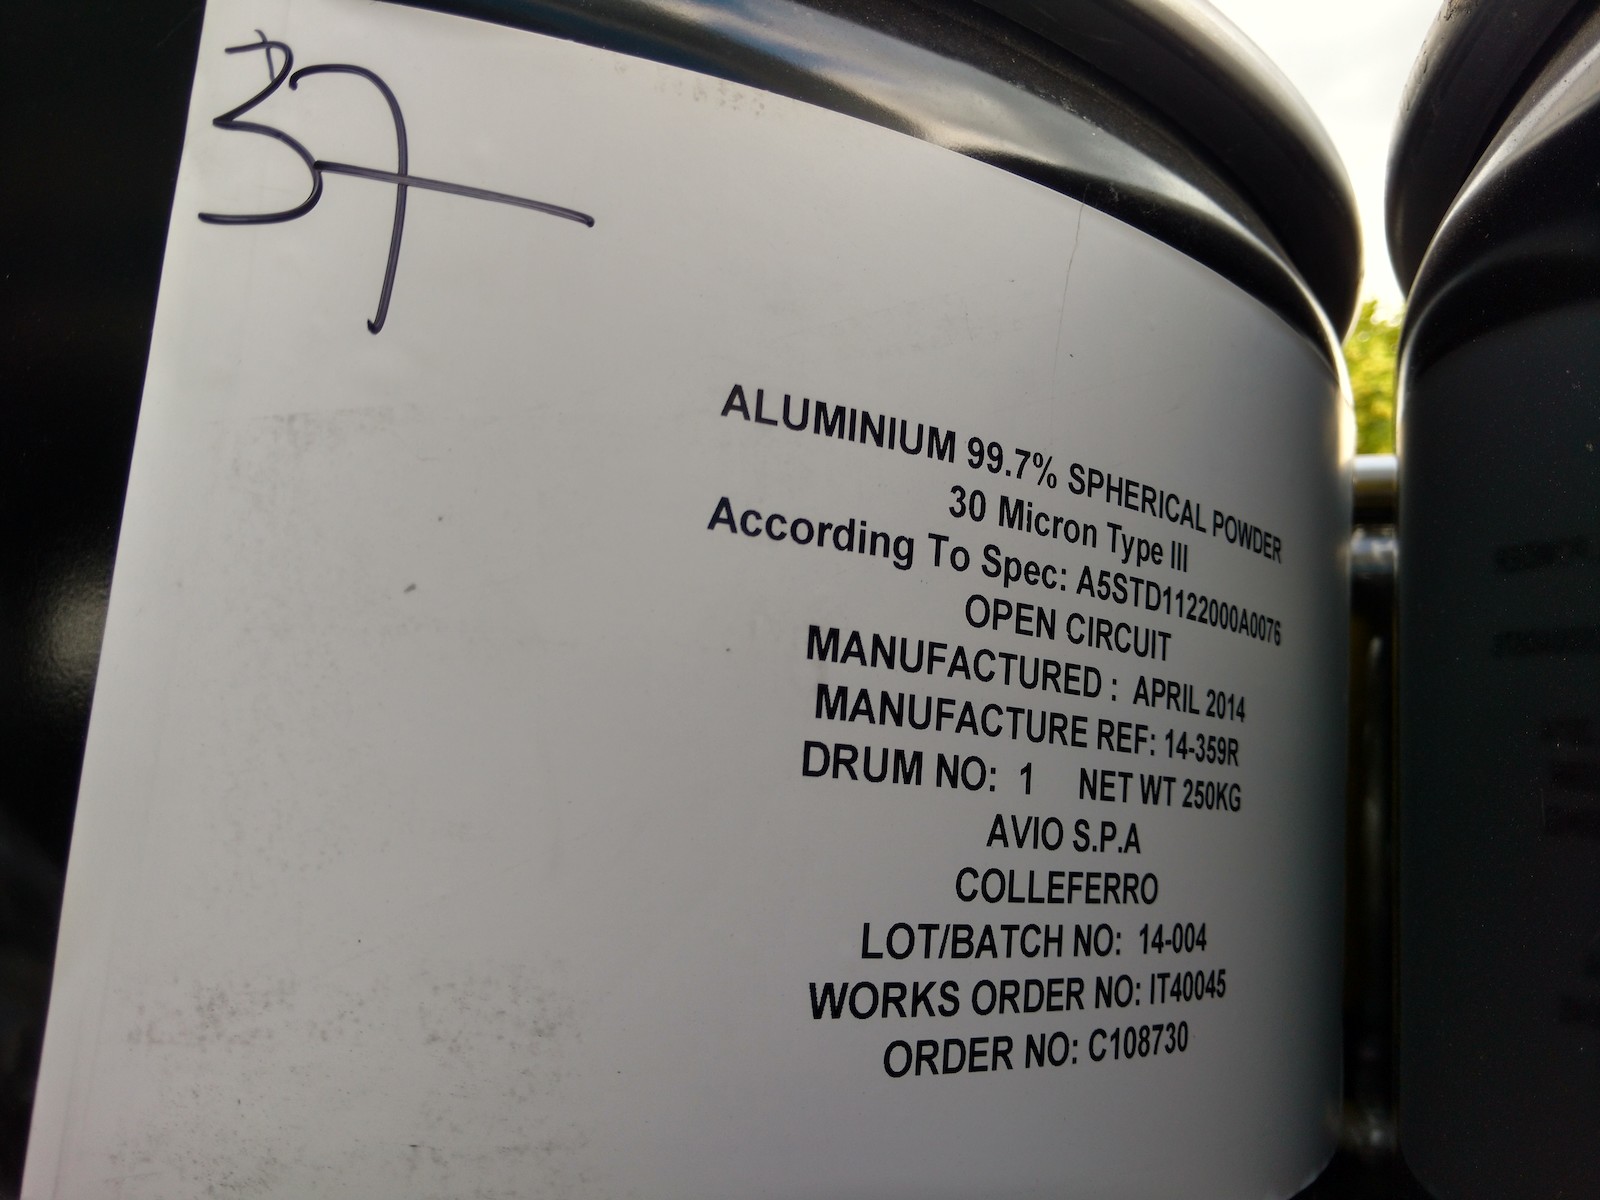 37
ALUMINIUM 99.7% SPHERICAL POWDER
30 Micron Type III
According To Spec: A5STD1122000A0076
OPEN CIRCUIT
MANUFACTURED : APRIL 2014
MANUFACTURE REF: 14-359R
DRUM NO: 1 NET WT 250KG
AVIO S.P.A
COLLEFERRO
LOT/BATCH NO: 14-004
WORKS ORDER NO: IT40045
ORDER NO: C108730